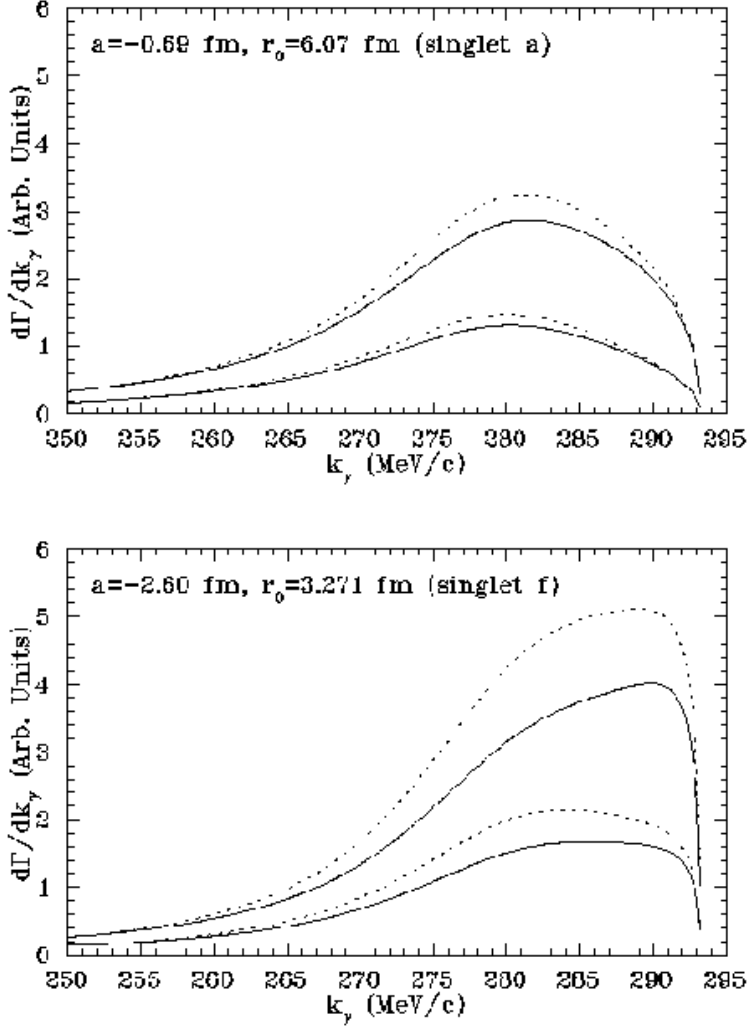 a=-0.69 fm, r₀=6.07 fm (singlet a)
6
5
4
3
2
1
0
dΓ/dkᵧ (Arb. Units)
250 255 260 265 270 275 280 285 290 295
kᵧ (MeV/c)
a=-2.60 fm, r₀=3.271 fm (singlet f)
6
5
4
3
2
1
0
dΓ/dkᵧ (Arb. Units)
250 255 260 265 270 275 280 285 290 295
kᵧ (MeV/c)